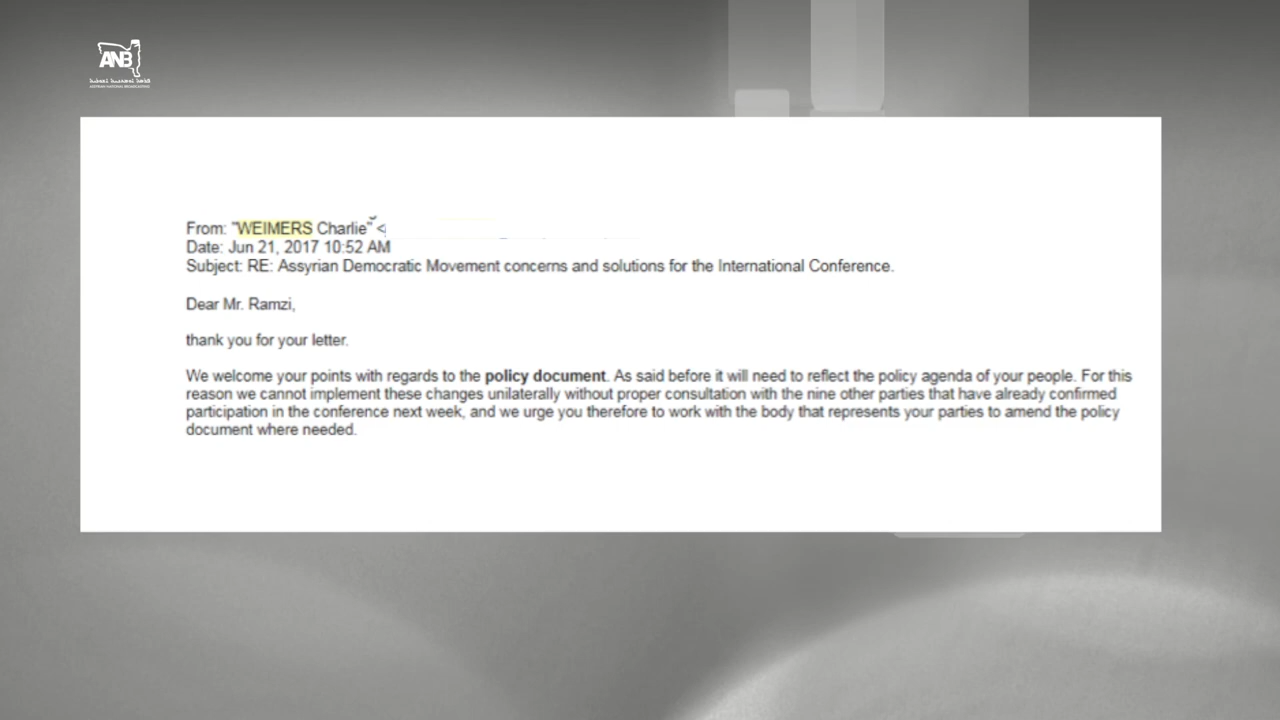 ANB
ASSYRIAN NATIONAL BROADCASTING
From: "WEIMERS Charlie" <
Date: Jun 21, 2017 10:52 AM
Subject: RE: Assyrian Democratic Movement concerns and solutions for the International Conference.
Dear Mr. Ramzi,
thank you for your letter.
We welcome your points with regards to the policy document. As said before it will need to reflect the policy agenda of your people. For this
reason we cannot implement these changes unilaterally without proper consultation with the nine other parties that have already confirmed
participation in the conference next week, and we urge you therefore to work with the body that represents your parties to amend the policy
document where needed.